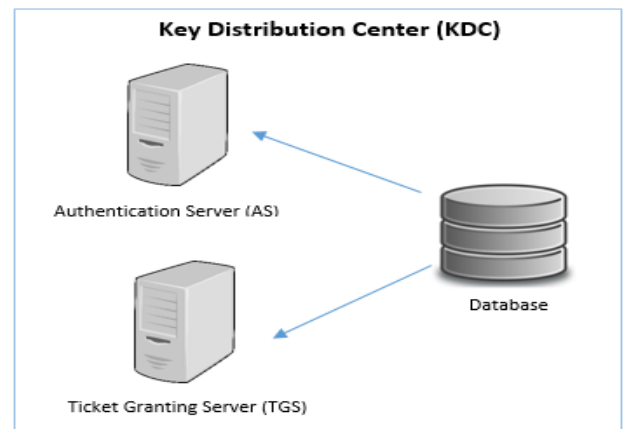 Key Distribution Center (KDC)
Authentication Server (AS)
Database
Ticket Granting Server (TGS)